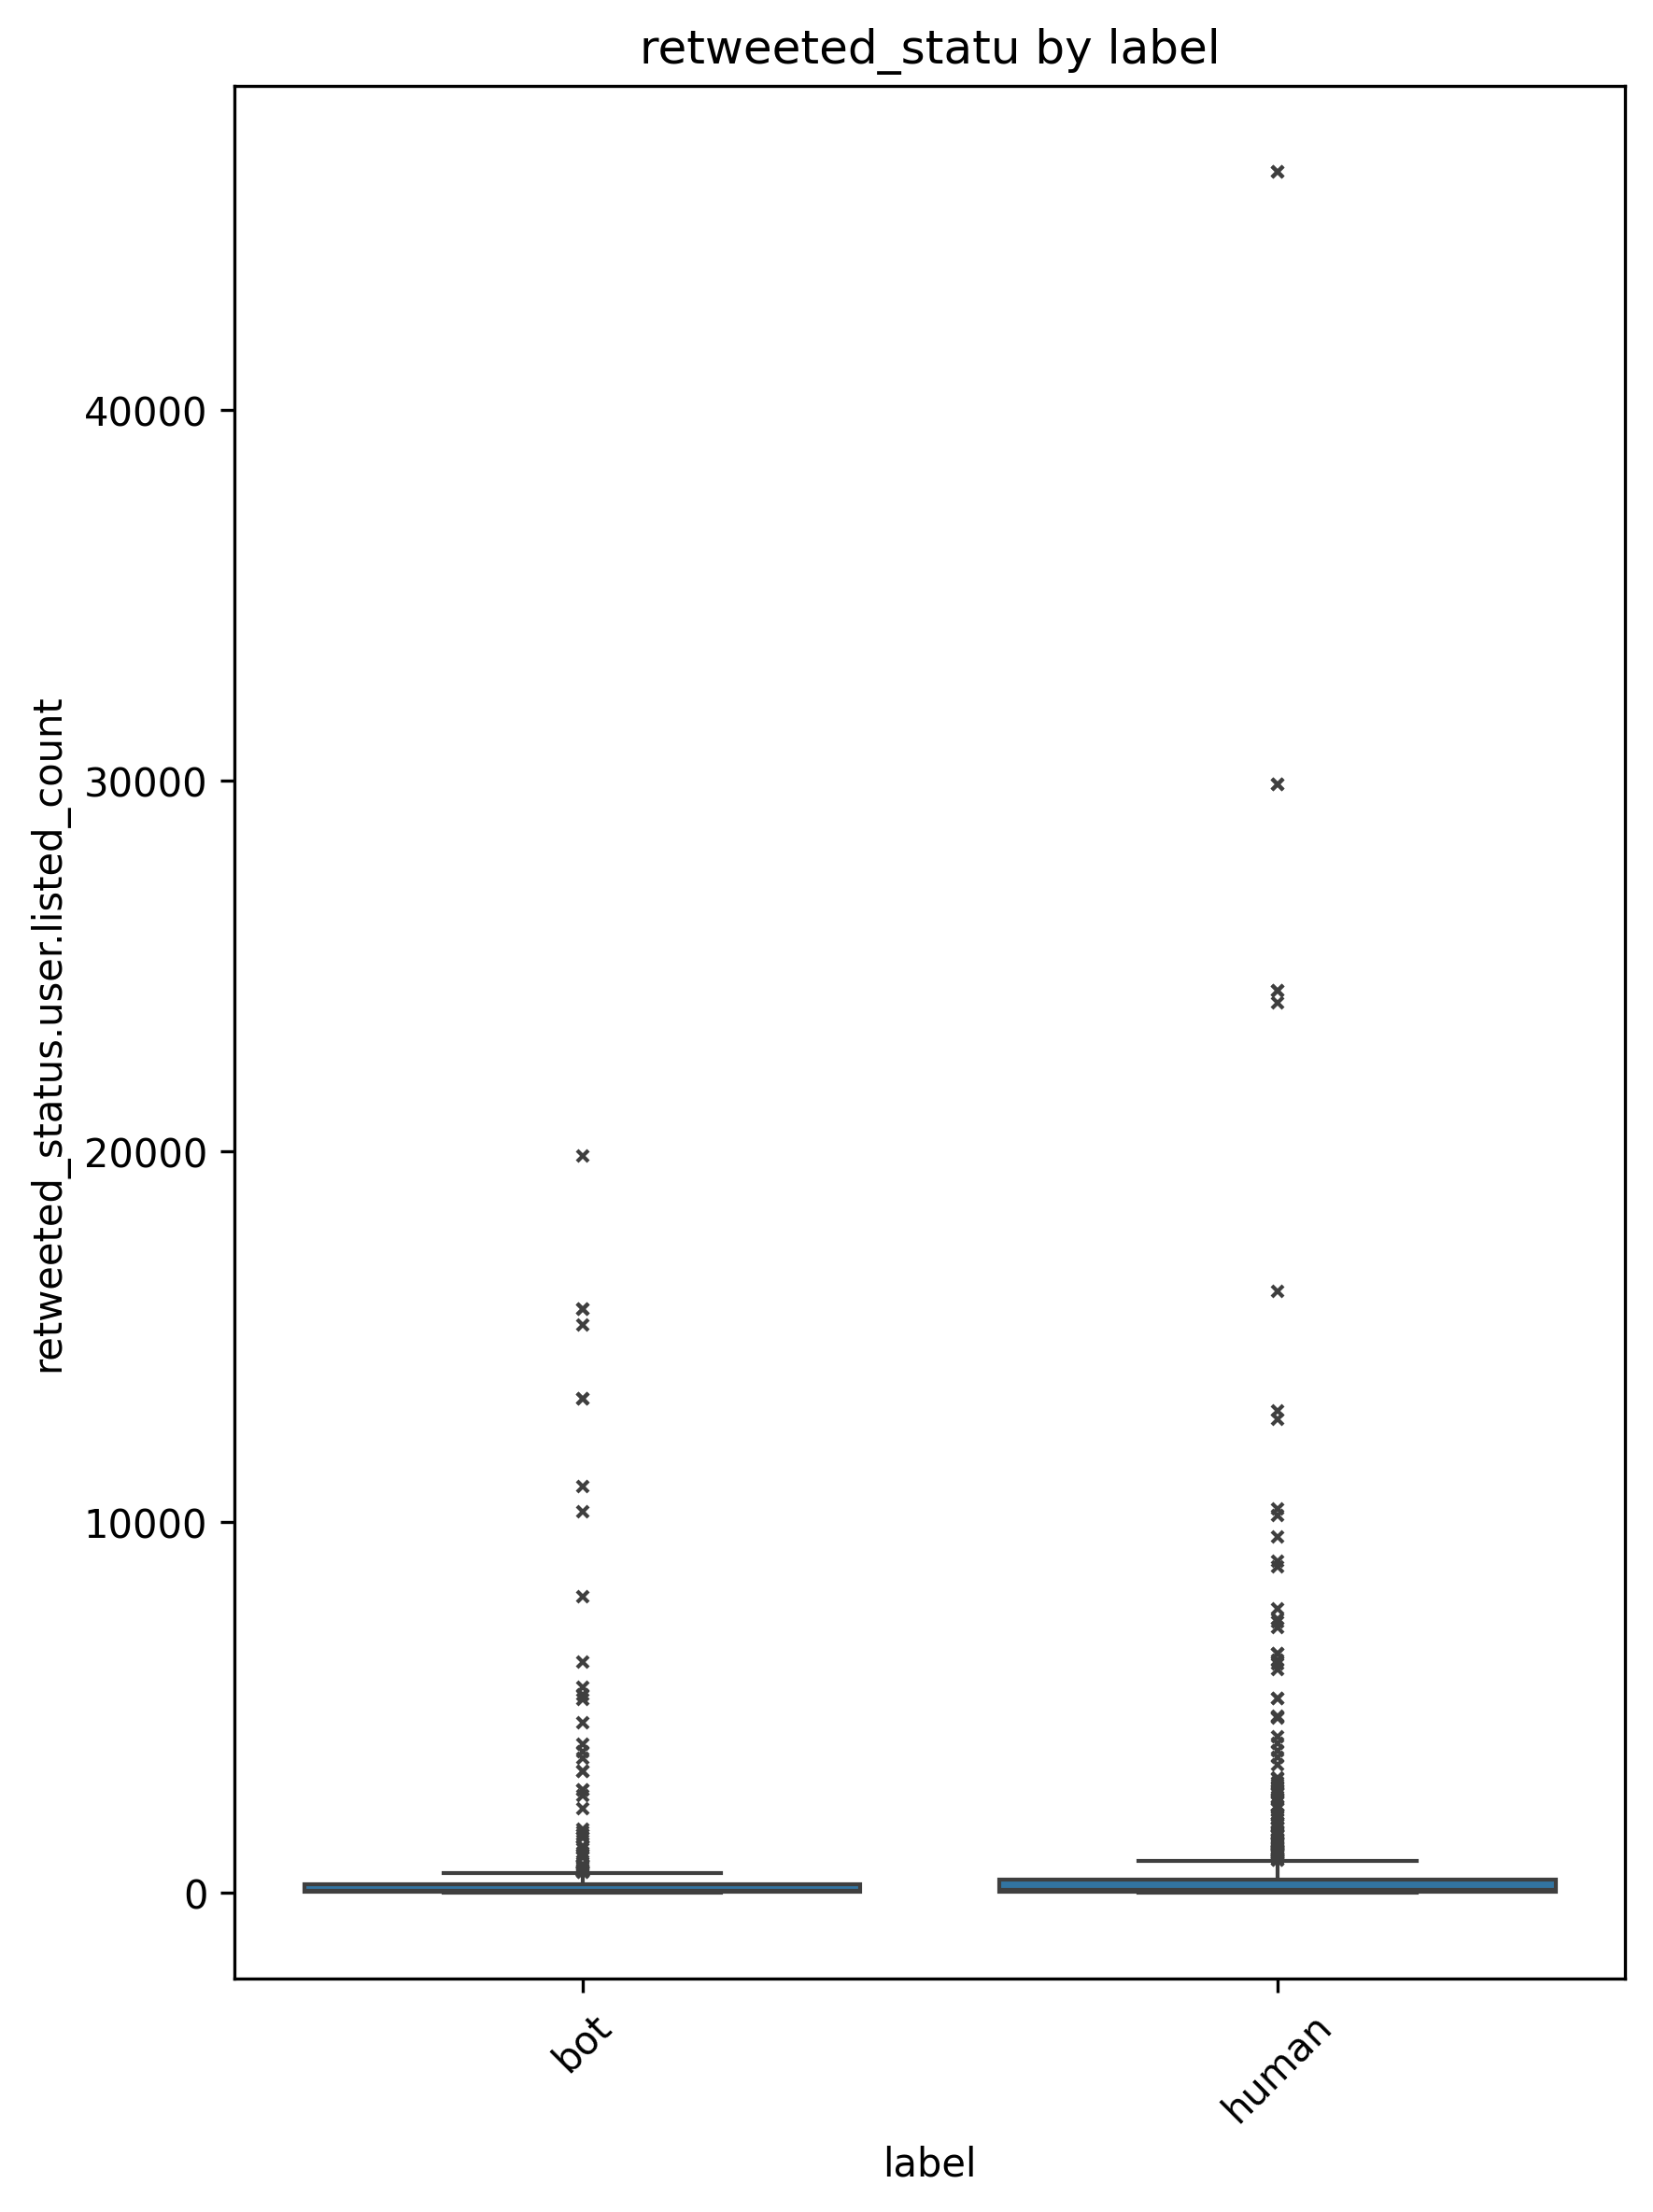 retweeted_statu by label
retweeted_status.user.listed_count
40000
30000
20000
10000
0
bot
human
label